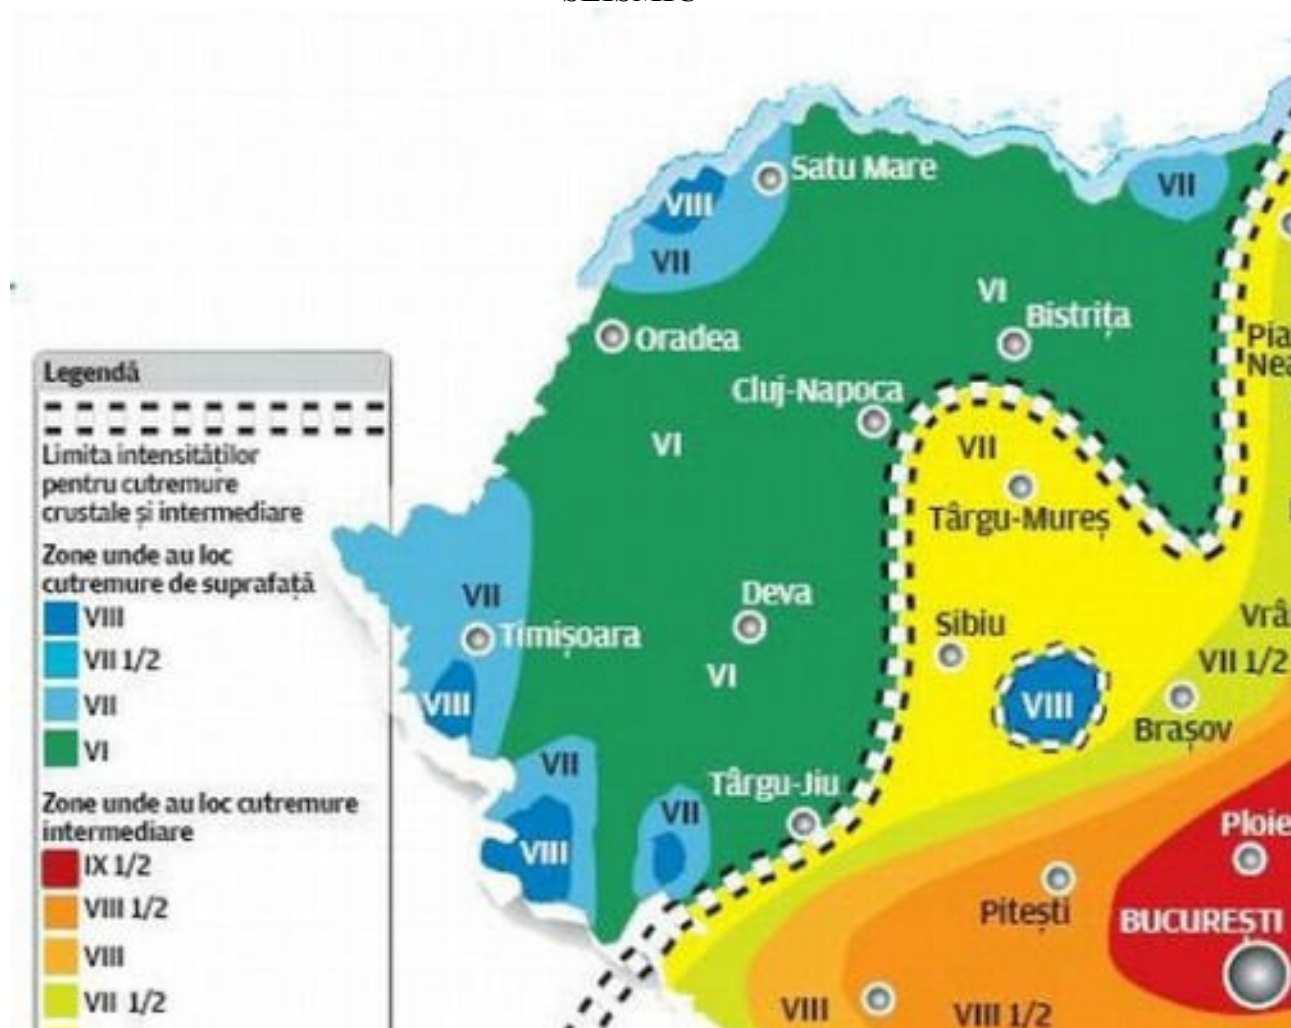 Satu Mare
VII
VIII
VII
VI
Bistrița
Oradea
Legendă
Cluj-Napoca
VI
VII
Limita intensităților
pentru cutremure
crustale și intermediare
Târgu-Mureș
Zone unde au loc
cutremure de suprafață
VIII
VII 1/2
VII
VI
VII
Timișoara
Deva
VI
Sibiu
VII 1/2
VIII
VIII
Brașov
VII
Târgu-Jiu
VII
VIII
Zone unde au loc cutremure
intermediare
IX 1/2
VIII 1/2
VIII
VII 1/2
Pitești
BUCUREȘTI
VIII
VIII 1/2